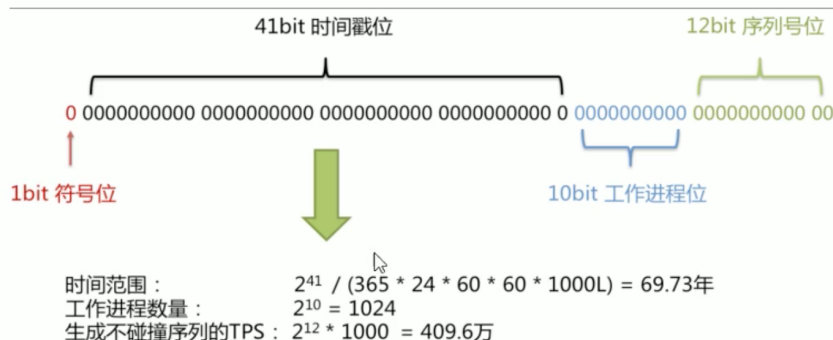 41bit 时间戳位 12bit 序列号位
0 0000000000 0000000000 0000000000 0000000000 0 0000000000 0000000000 00
1bit 符号位 10bit 工作进程位
时间范围： 2⁴¹ / (365 * 24 * 60 * 60 * 1000L) = 69.73年
工作进程数量： 2¹⁰ = 1024
生成不碰撞序列的TPS： 2¹² * 1000 = 409.6万